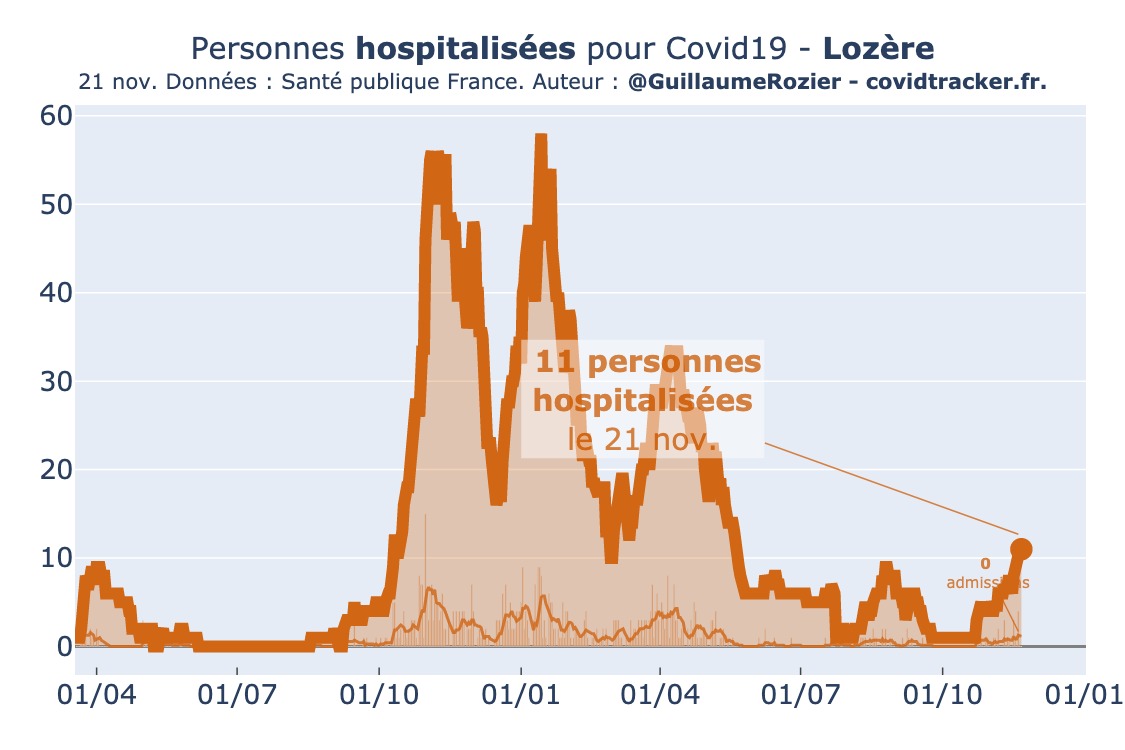 Personnes hospitalisées pour Covid19 - Lozère
21 nov. Données : Santé publique France. Auteur : @GuillaumeRozier - covidtracker.fr.
60
50
40
30
20
10
0
11 personnes
hospitalisées
le 21 nov.
0
admissions
01/04
01/07
01/10
01/01
01/04
01/07
01/10
01/01